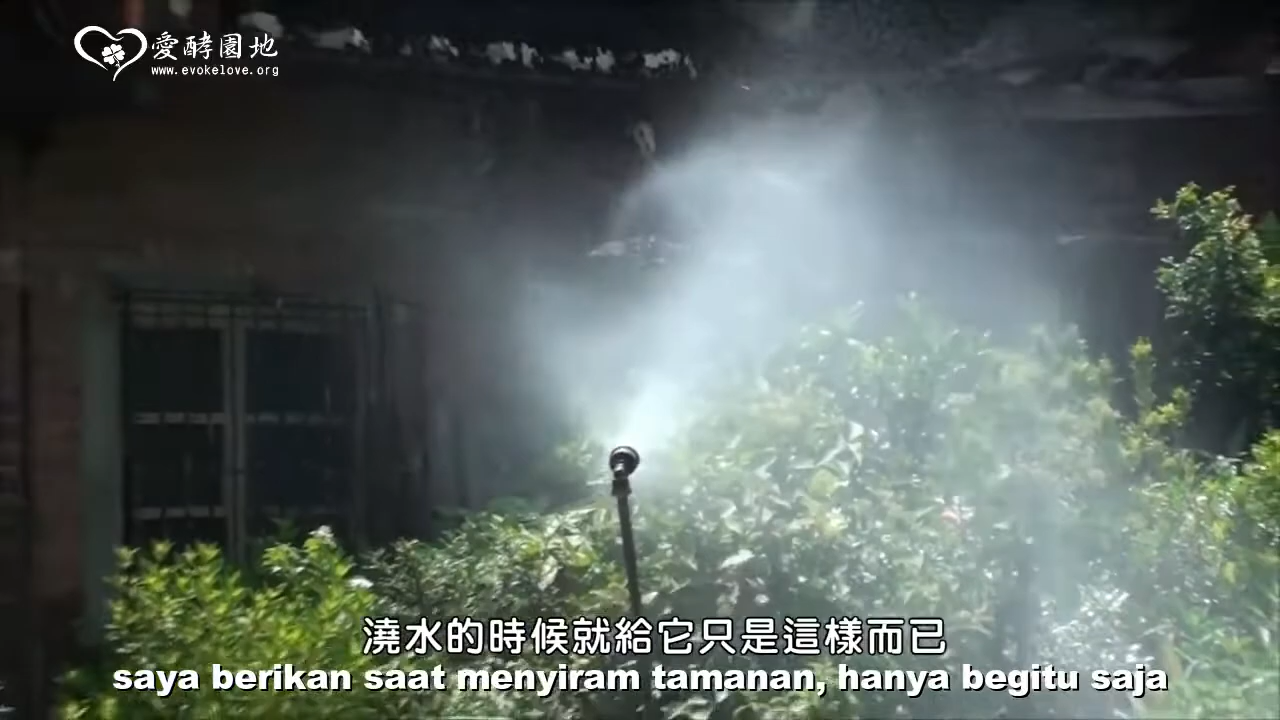 愛酵園地
www.evokelove.org
澆水的時候就給它只是這樣而已
saya berikan saat menyiram tamanan, hanya begitu saja